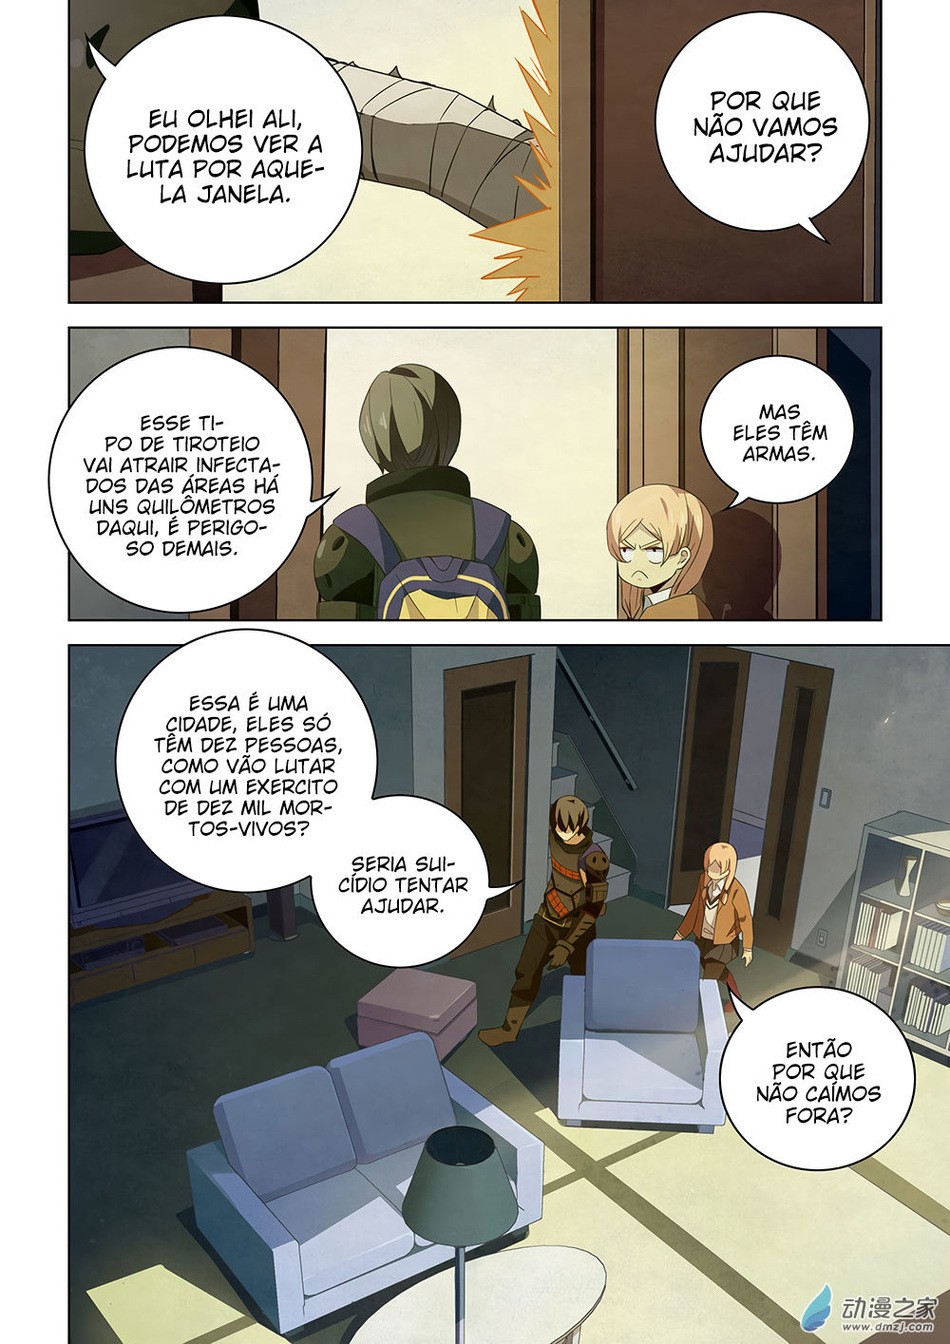 EU OLHEI ALI,
PODEMOS VER A
LUTA POR AQUE-
LA JANELA.
POR QUE
NÃO VAMOS
AJUDAR?
ESSE TI-
PO DE TIROTEIO
VAI ATRAIR INFECTA-
DOS DAS ÁREAS HÁ
UNS QUILÔMETROS
DAQUI, É PERIGO-
SO DEMAIS.
MAS
ELES TÊM
ARMAS.
ESSA É UMA
CIDADE, ELES SÓ
TÊM DEZ PESSOAS,
COMO VÃO LUTAR
COM UM EXERCITO
DE DEZ MIL MOR-
TOS-VIVOS?
SERIA SUI-
CÍDIO TENTAR
AJUDAR.
ENTÃO
POR QUE
NÃO CAÍMOS
FORA?
动漫之家
www.dmzj.com